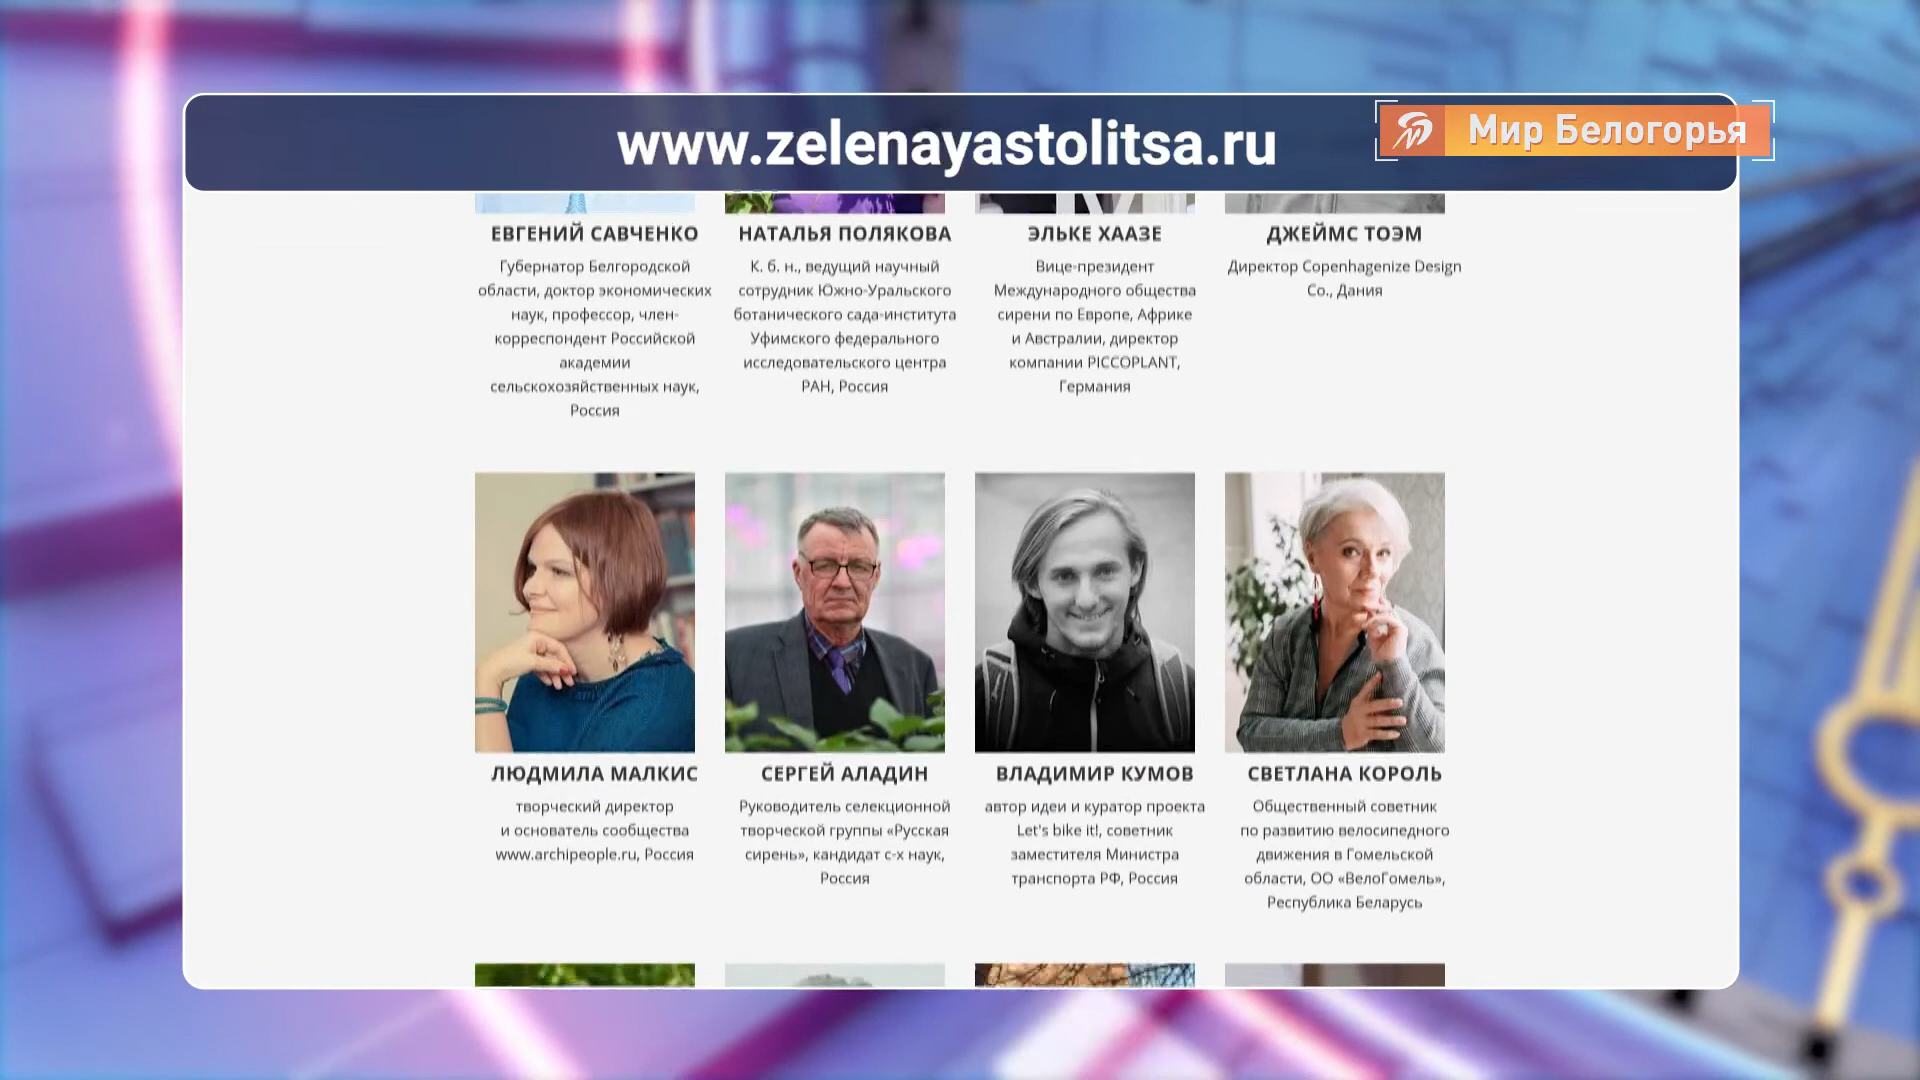 www.zelenayastolitsa.ru
Мир Белогорья
ЕВГЕНИЙ САВЧЕНКО
Губернатор Белгородской
области, доктор экономических
наук, профессор, член-
корреспондент Российской
академии
сельскохозяйственных наук,
Россия
НАТАЛЬЯ ПОЛЯКОВА
К. б. н., ведущий научный
сотрудник Южно-Уральского
ботанического сада-института
Уфимского федерального
исследовательского центра
РАН, Россия
ЭЛЬКЕ ХААЗЕ
Вице-президент
Международного общества
сирени по Европе, Африке
и Австралии, директор
компании PICCOPLANT,
Германия
ДЖЕЙМС ТОЭМ
Директор Copenhagenize Design
Co., Дания
ЛЮДМИЛА МАЛКИС
творческий директор
и основатель сообщества
www.archipeople.ru, Россия
СЕРГЕЙ АЛАДИН
Руководитель селекционной
творческой группы «Русская
сирень», кандидат с-х наук,
Россия
ВЛАДИМИР КУМОВ
автор идеи и куратор проекта
Let's bike it!, советник
заместителя Министра
транспорта РФ, Россия
СВЕТЛАНА КОРОЛЬ
Общественный советник
по развитию велосипедного
движения в Гомельской
области, ОО «ВелоГомель»,
Республика Беларусь